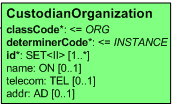 CustodianOrganization
classCode*: <= ORG
determinerCode*: <= INSTANCE
id*: SET<II> [1..*]
name: ON [0..1]
telecom: TEL [0..1]
addr: AD [0..1]